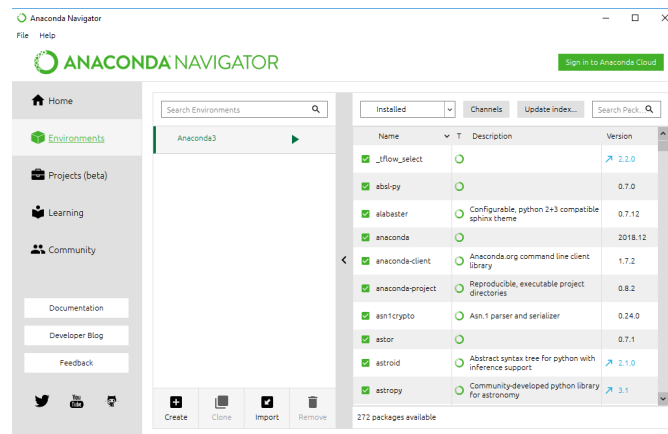 Anaconda Navigator
File Help
ANACONDA NAVIGATOR
Sign in to Anaconda Cloud
Home
Environments
Projects (beta)
Learning
Community
Documentation
Developer Blog
Feedback
You
Tube
Search Environments
Anaconda3
Create Clone Import Remove
Installed Channels Update index... Search Pack...
Name T Description Version
_tflow_select 2.2.0
absl-py 0.7.0
alabaster Configurable, python 2+3 compatible
sphinx theme 0.7.12
anaconda 2018.12
anaconda-client Anaconda.org command line client
library 1.7.2
anaconda-project Reproducible, executable project
directories 0.8.2
asn1crypto Asn.1 parser and serializer 0.24.0
astor 0.7.1
astroid Abstract syntax tree for python with
inference support 2.1.0
astropy Community-developed python library
for astronomy 3.1
272 packages available